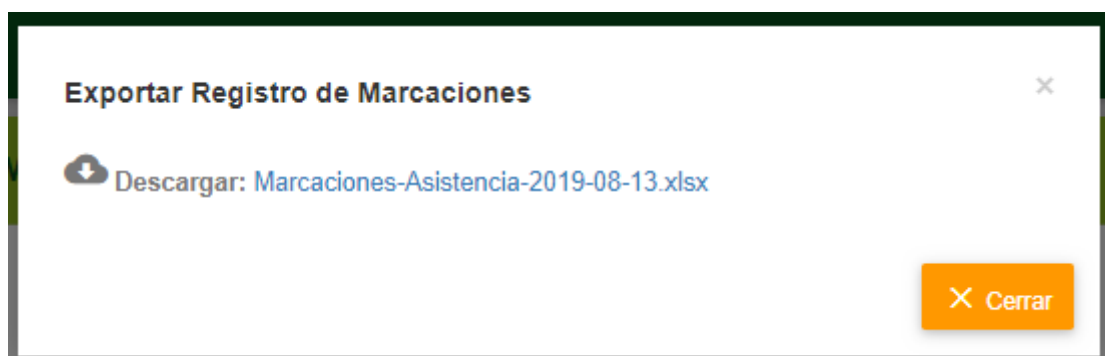 Exportar Registro de Marcaciones
Descargar: Marcaciones-Asistencia-2019-08-13.xlsx
Cerrar